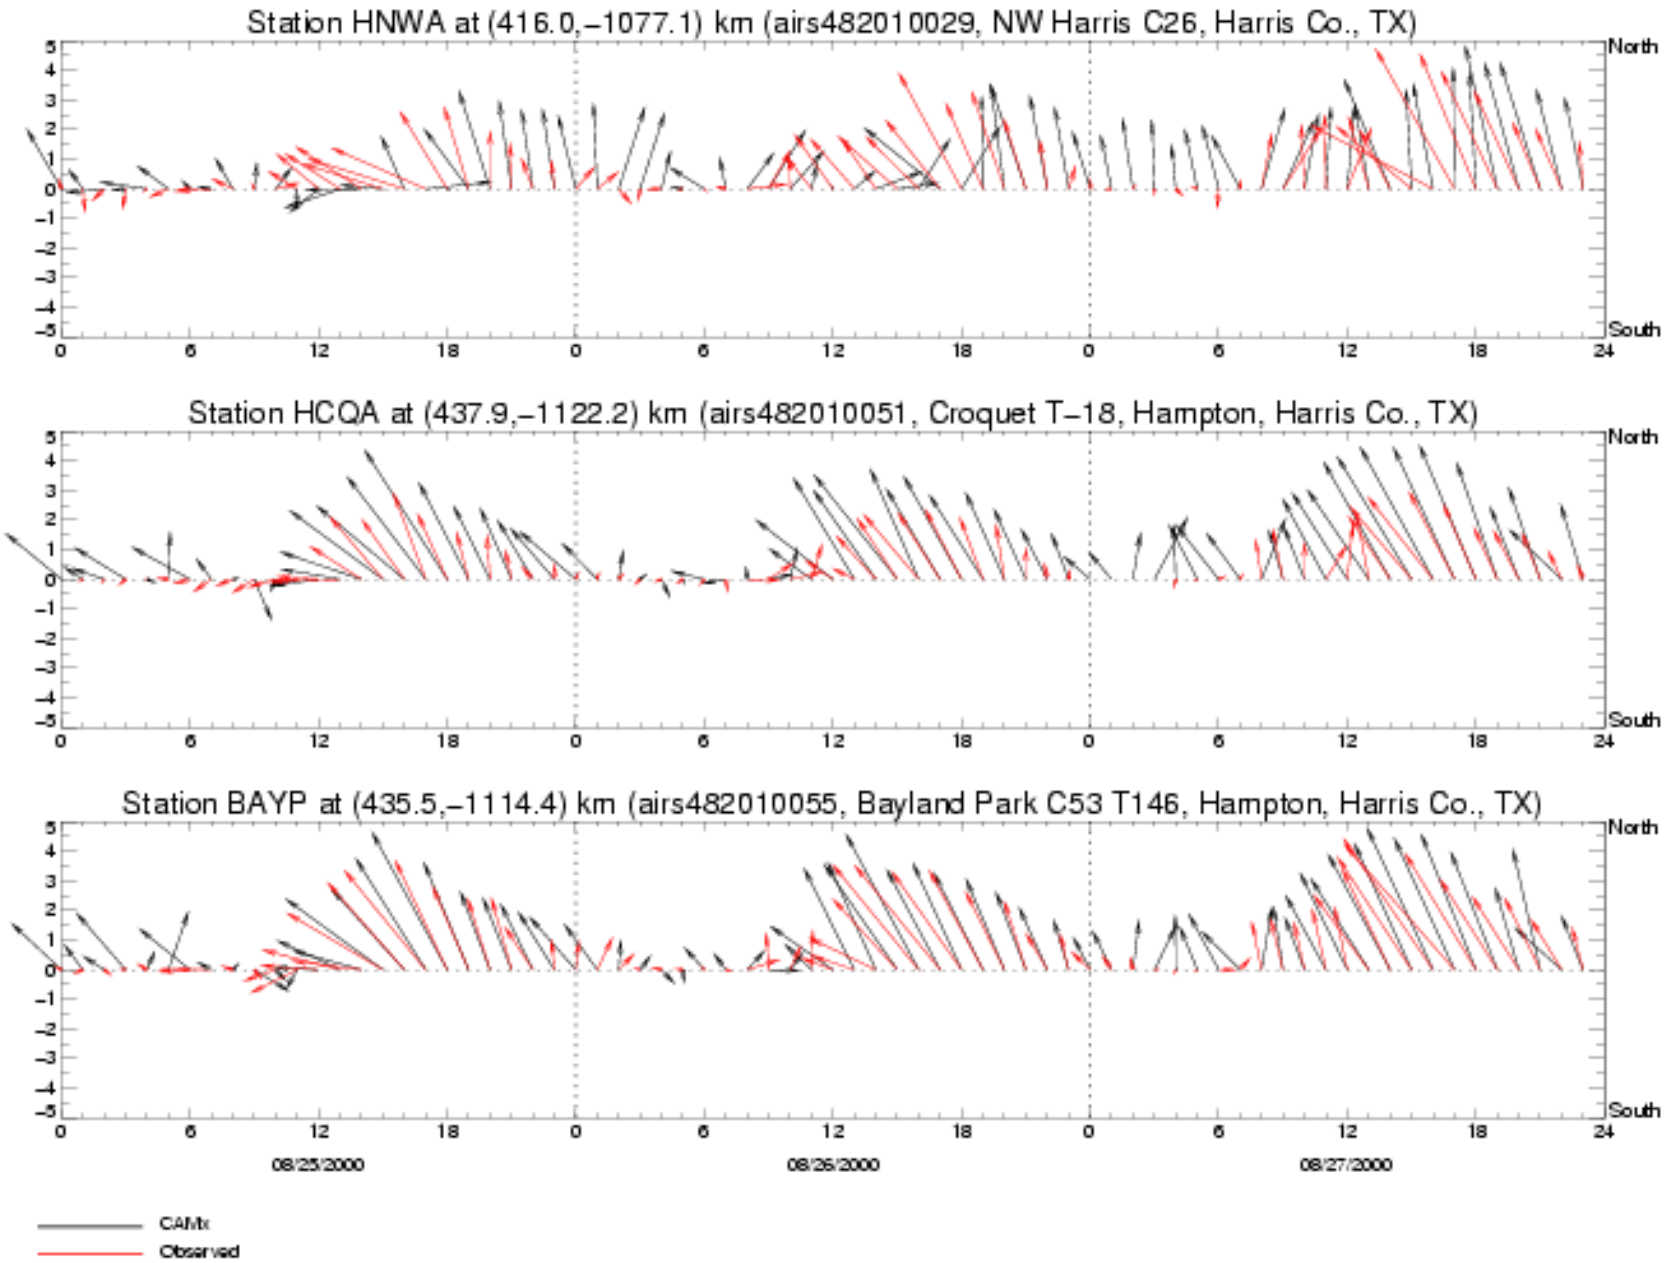 Station HNWA at (416.0,−1077.1) km (airs482010029, NW Harris C26, Harris Co., TX)
5
4
3
2
1
0
−1
−2
−3
−4
−5
North
South
0 6 12 18 0 6 12 18 0 6 12 18 24
Station HCQA at (437.9,−1122.2) km (airs482010051, Croquet T−18, Hampton, Harris Co., TX)
5
4
3
2
1
0
−1
−2
−3
−4
−5
North
South
0 6 12 18 0 6 12 18 0 6 12 18 24
Station BAYP at (435.5,−1114.4) km (airs482010055, Bayland Park C53 T146, Hampton, Harris Co., TX)
5
4
3
2
1
0
−1
−2
−3
−4
−5
North
South
0 6 12 18 0 6 12 18 0 6 12 18 24
08/25/2000 08/26/2000 08/27/2000
CAMx
Observed